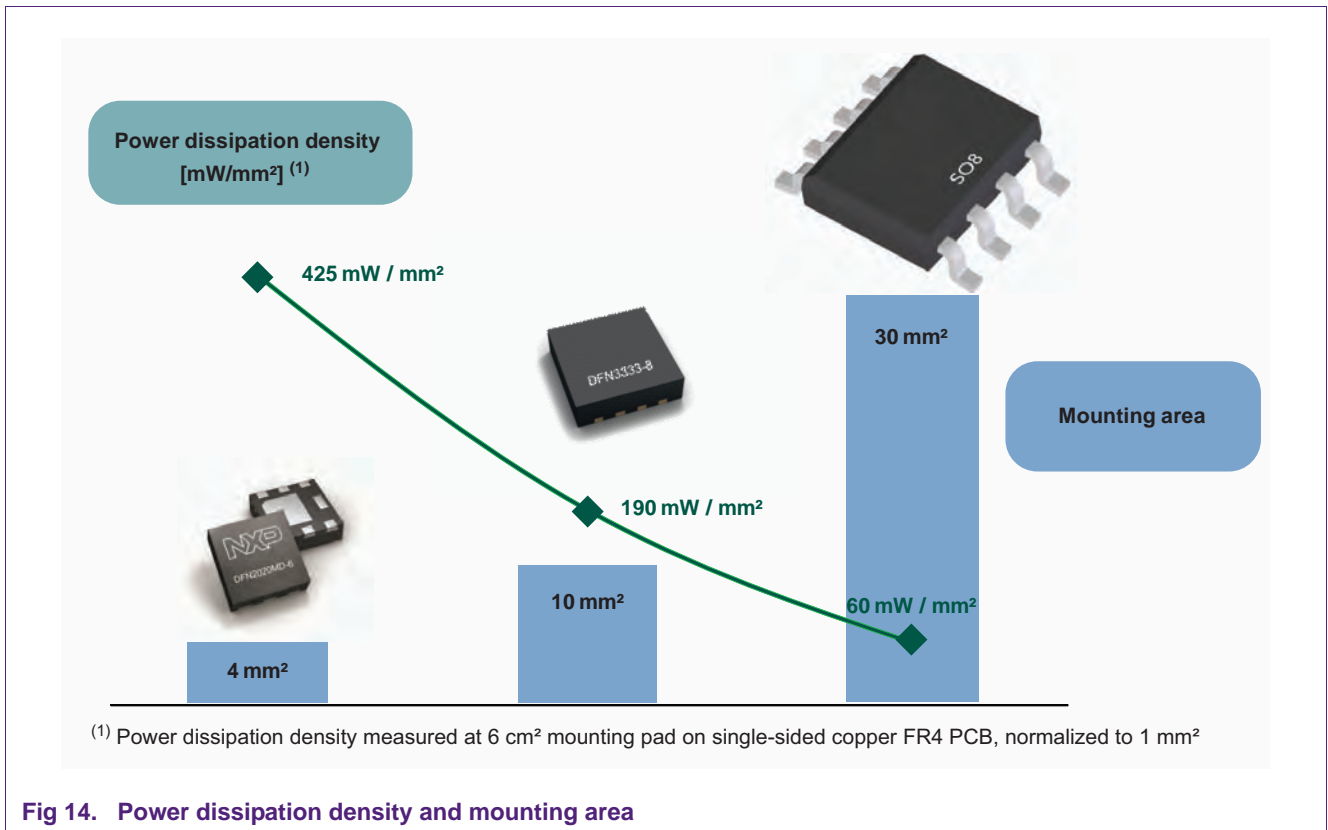 Power dissipation density
[mW/mm²] (1)
SO8
425 mW / mm²
30 mm²
DFN3333-8
Mounting area
190 mW / mm²
NXP
DFN2020MD-6
10 mm²
60 mW / mm²
4 mm²
(1) Power dissipation density measured at 6 cm² mounting pad on single-sided copper FR4 PCB, normalized to 1 mm²
Fig 14. Power dissipation density and mounting area